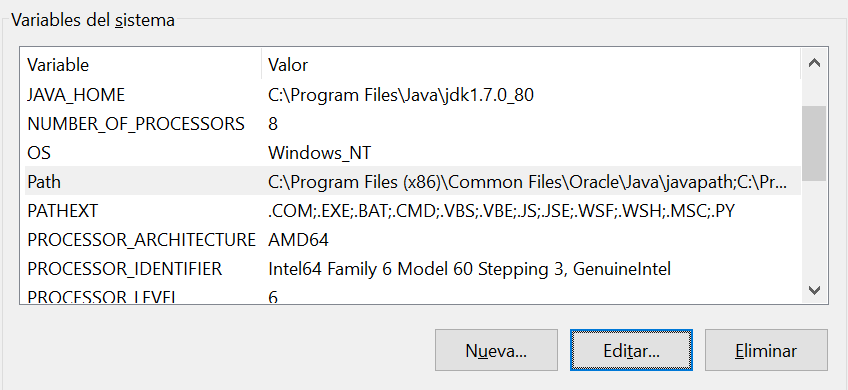 Variables del sistema
Variable Valor
JAVA_HOME C:\Program Files\Java\jdk1.7.0_80
NUMBER_OF_PROCESSORS 8
OS Windows_NT
Path C:\Program Files (x86)\Common Files\Oracle\Java\javapath;C:\Pr...
PATHEXT .COM;.EXE;.BAT;.CMD;.VBS;.VBE;.JS;.JSE;.WSF;.WSH;.MSC;.PY
PROCESSOR_ARCHITECTURE AMD64
PROCESSOR_IDENTIFIER Intel64 Family 6 Model 60 Stepping 3, GenuineIntel
PROCESSOR_LEVEL 6
Nueva... Editar... Eliminar